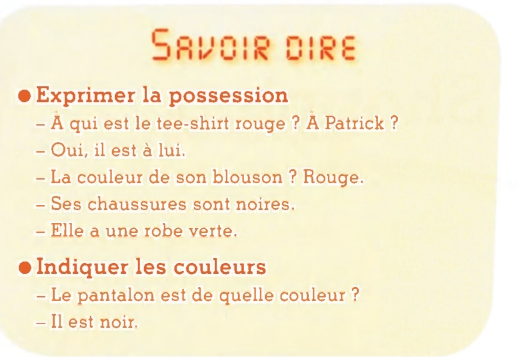 SAVOIR DIRE
● Exprimer la possession
– À qui est le tee-shirt rouge ? À Patrick ?
– Oui, il est à lui.
– La couleur de son blouson ? Rouge.
– Ses chaussures sont noires.
– Elle a une robe verte.
● Indiquer les couleurs
– Le pantalon est de quelle couleur ?
– Il est noir.